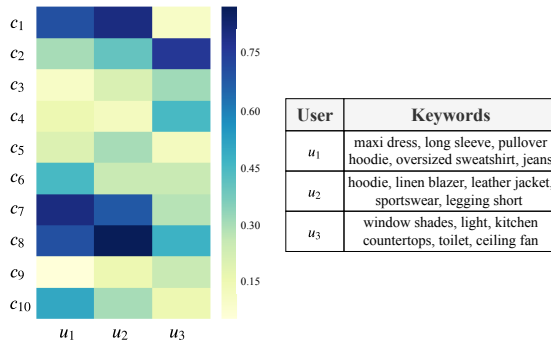 c1
c2
c3
c4
c5
c6
c7
c8
c9
c10
u1 u2 u3
0.75
0.60
0.45
0.30
0.15
User Keywords
u1 maxi dress, long sleeve, pullover
hoodie, oversized sweatshirt, jeans
u2 hoodie, linen blazer, leather jacket,
sportswear, legging short
u3 window shades, light, kitchen
countertops, toilet, ceiling fan